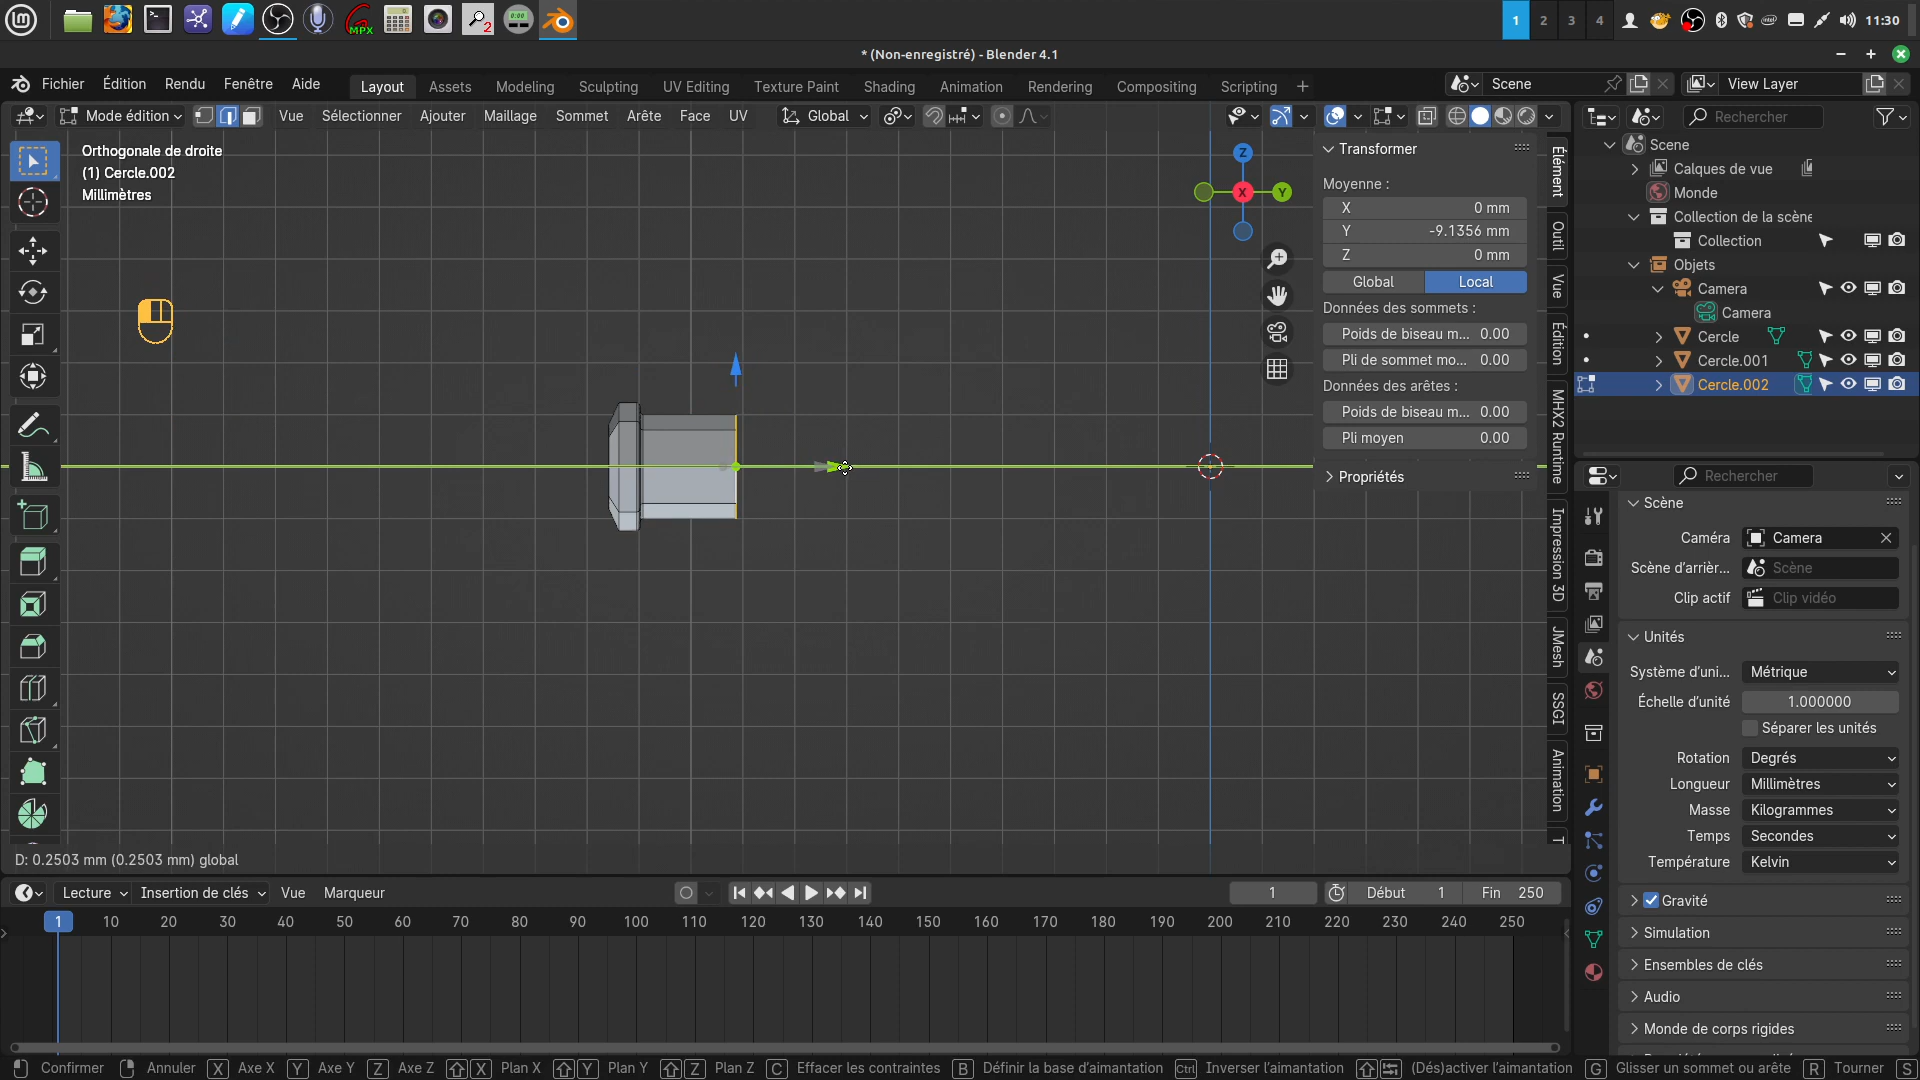 MPX
2
0:00
1 2 3 4
11:30
* (Non-enregistré) - Blender 4.1
Fichier Édition Rendu Fenêtre Aide
Layout Assets Modeling Sculpting UV Editing Texture Paint Shading Animation Rendering Compositing Scripting +
Scene
View Layer
Mode édition
Vue Sélectionner Ajouter Maillage Sommet Arête Face UV
Global
Rechercher
Orthogonale de droite
(1) Cercle.002
Millimètres
Z
X
Y
Transformer
Moyenne :
X 0 mm
Y -9.1356 mm
Z 0 mm
Global Local
Données des sommets :
Poids de biseau m... 0.00
Pli de sommet mo... 0.00
Données des arêtes :
Poids de biseau m... 0.00
Pli moyen 0.00
Propriétés
Élément
Outil
Vue
Édition
MHX2 Runtime
Impression 3D
JMesh
SSGI
Animation
Scene
Calques de vue
Monde
Collection de la scène
Collection
Objets
Camera
Camera
Cercle
Cercle.001
Cercle.002
Rechercher
Scène
Caméra Camera
Scène d'arrièr... Scène
Clip actif Clip vidéo
Unités
Système d'uni... Métrique
Échelle d'unité 1.000000
Séparer les unités
Rotation Degrés
Longueur Millimètres
Masse Kilogrammes
Temps Secondes
Température Kelvin
Gravité
Simulation
Ensembles de clés
Audio
Monde de corps rigides
D: 0.2503 mm (0.2503 mm) global
Lecture Insertion de clés Vue Marqueur
1
Début 1
Fin 250
1 10 20 30 40 50 60 70 80 90 100 110 120 130 140 150 160 170 180 190 200 210 220 230 240 250
Confirmer Annuler X Axe X Y Axe Y Z Axe Z X Plan X Y Plan Y Z Plan Z C Effacer les contraintes B Définir la base d'aimantation Ctrl Inverser l'aimantation (Dés)activer l'aimantation G Glisser un sommet ou arête R Tourner S